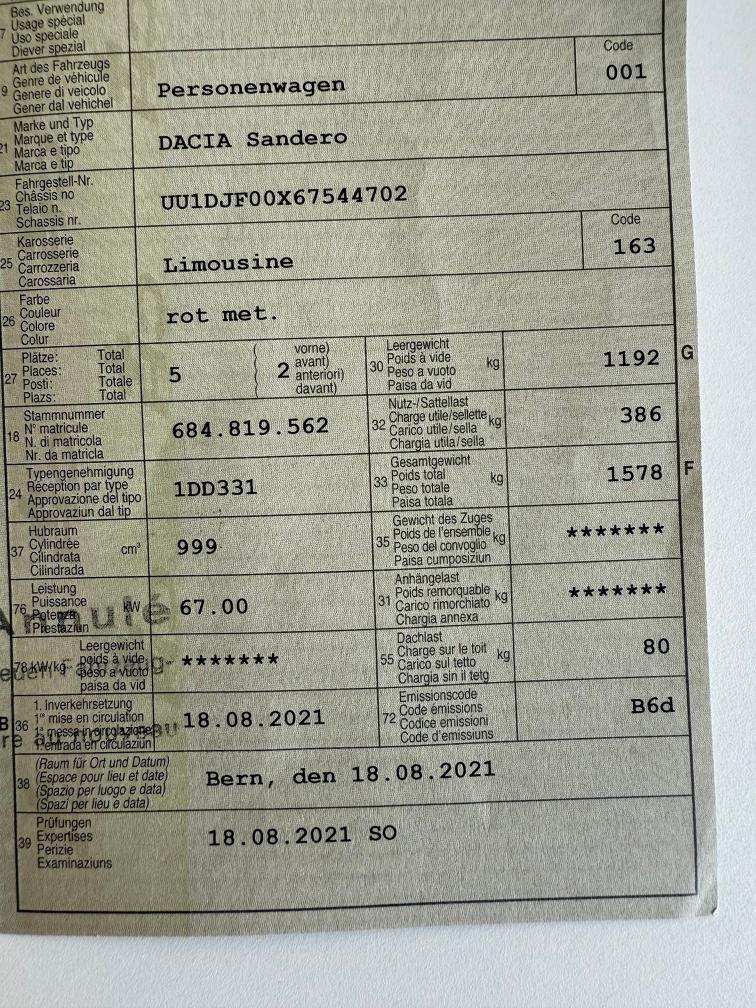 Bes. Verwendung
7 Usage spécial
Uso speciale
Diever spezial
Art des Fahrzeugs
9 Genre de véhicule
Genere di veicolo
Gener dal vehichel
Personenwagen
Code
001
Marke und Typ
21 Marque et type
Marca e tipo
Marca e tip
DACIA Sandero
Fahrgestell-Nr.
Châssis no
23 Telaio n.
Schassis nr.
UU1DJF00X67544702
Karosserie
Carrosserie
25 Carrozzeria
Carossaria
Limousine
Code
163
Farbe
Couleur
26 Colore
Colur
rot met.
Plätze: Total
27 Places: Total
Posti: Totale
Plazs: Total
5
2
vorne)
avant)
anteriori)
davant)
Leergewicht
30 Poids à vide kg
Peso a vuoto
Paisa da vid
1192 G
Stammnummer
18 N° matricule
N. di matricola
Nr. da matricla
684.819.562
Nutz-/Sattellast
32 Charge utile/sellette kg
Carico utile/sella
Chargia utila/sella
386
Typengenehmigung
24 Réception par type
Approvazione del tipo
Approvaziun dal tip
1DD331
Gesamtgewicht
33 Poids total kg
Peso totale
Paisa totala
1578 F
Hubraum
37 Cylindrée cm³
Cilindrata
Cilindrada
999
Gewicht des Zuges
35 Poids de l'ensemble kg
Peso del convoglio
Paisa cumposiziun
*******
Leistung
76 Puissance kW
Potenza
Prestaziun
67.00
Annulé
Anhängelast
31 Poids remorquable kg
Carico rimorchiato
Chargia annexa
*******
Leergewicht
78 kW/kg poids à vide
peso a vuoto
paisa da vid
*******
Dachlast
55 Charge sur le toit kg
Carico sul tetto
Chargia sin il tetg
80
B 36 1. Inverkehrsetzung
1re mise en circulation
1a messa in circolazione
1. entrada en circulaziun
18.08.2021
au nouveau
Emissionscode
72 Code émissions
Codice emissioni
Code d'emissiuns
B6d
(Raum für Ort und Datum)
38 (Espace pour lieu et date)
(Spazio per luogo e data)
(Spazi per lieu e data)
Bern, den 18.08.2021
Prüfungen
39 Expertises
Perizie
Examinaziuns
18.08.2021 SO